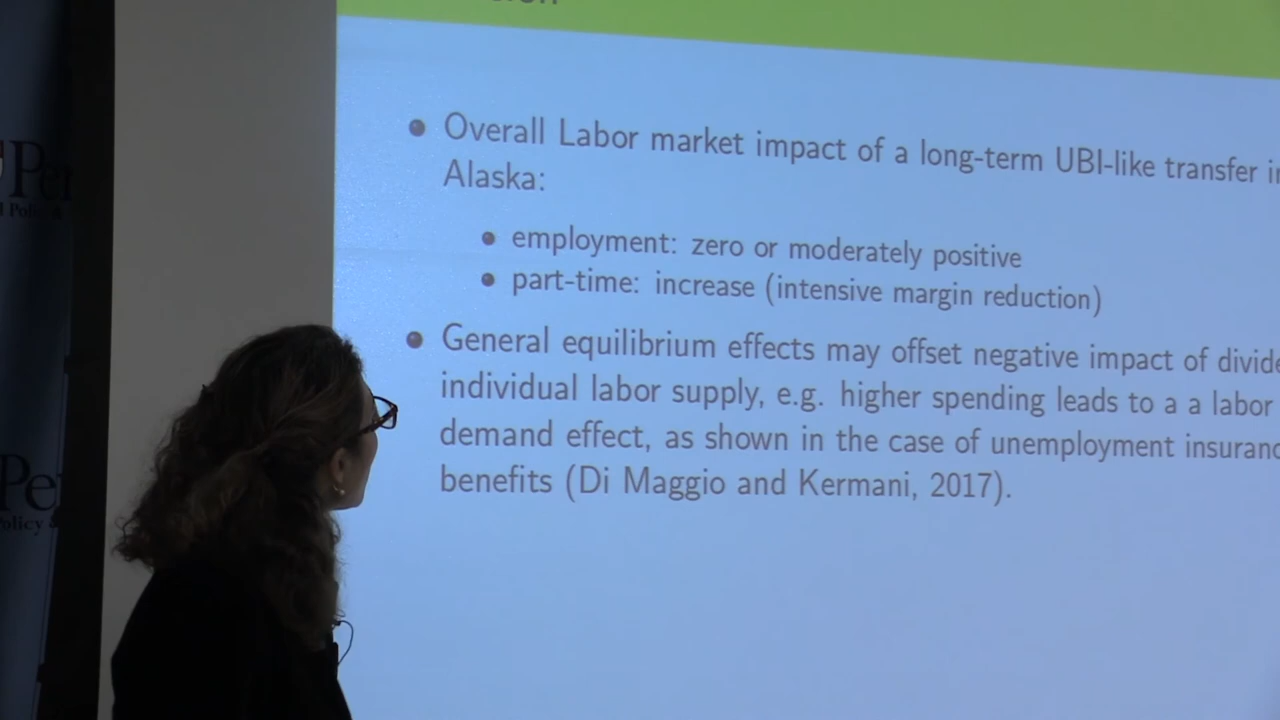 Overall Labor market impact of a long-term UBI-like transfer in
Alaska:
employment: zero or moderately positive
part-time: increase (intensive margin reduction)
General equilibrium effects may offset negative impact of
individual labor supply, e.g. higher spending leads to a a labor
demand effect, as shown in the case of unemployment
benefits (Di Maggio and Kermani, 2017).